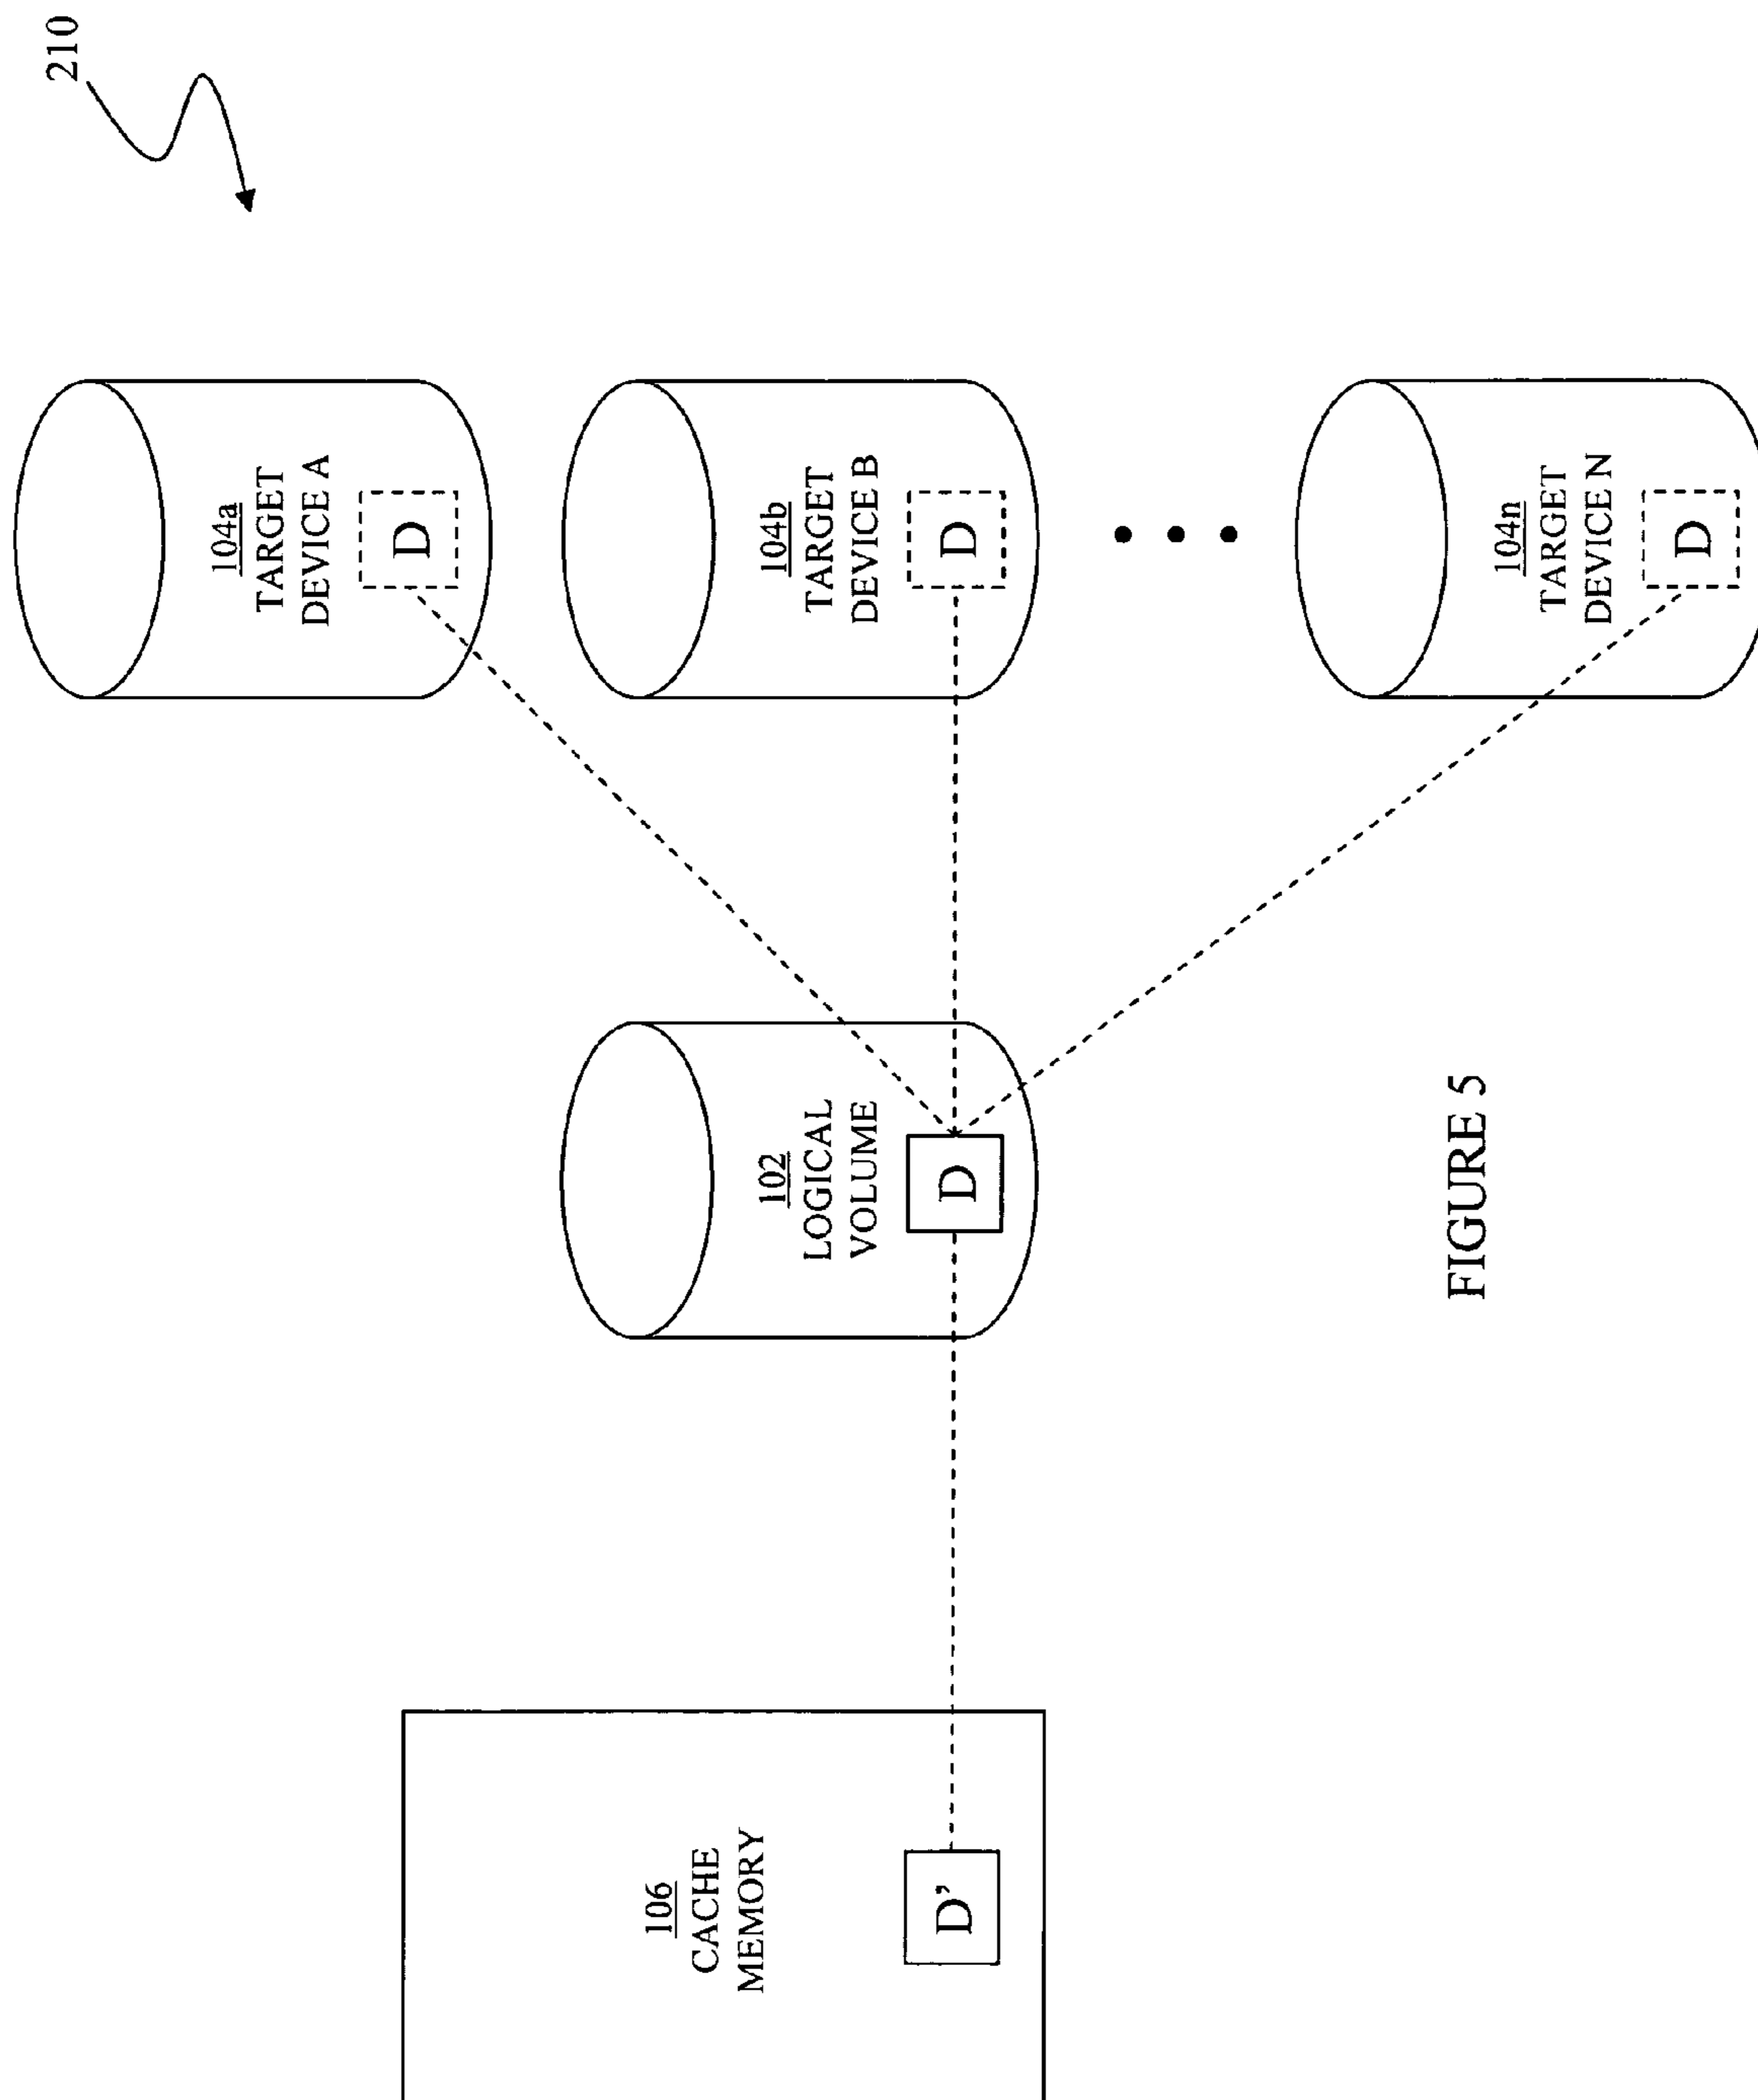 210
104a
TARGET
DEVICE A
D
104b
TARGET
DEVICE B
D
104n
TARGET
DEVICE N
D
102
LOGICAL
VOLUME
D
106
CACHE
MEMORY
D'
FIGURE 5